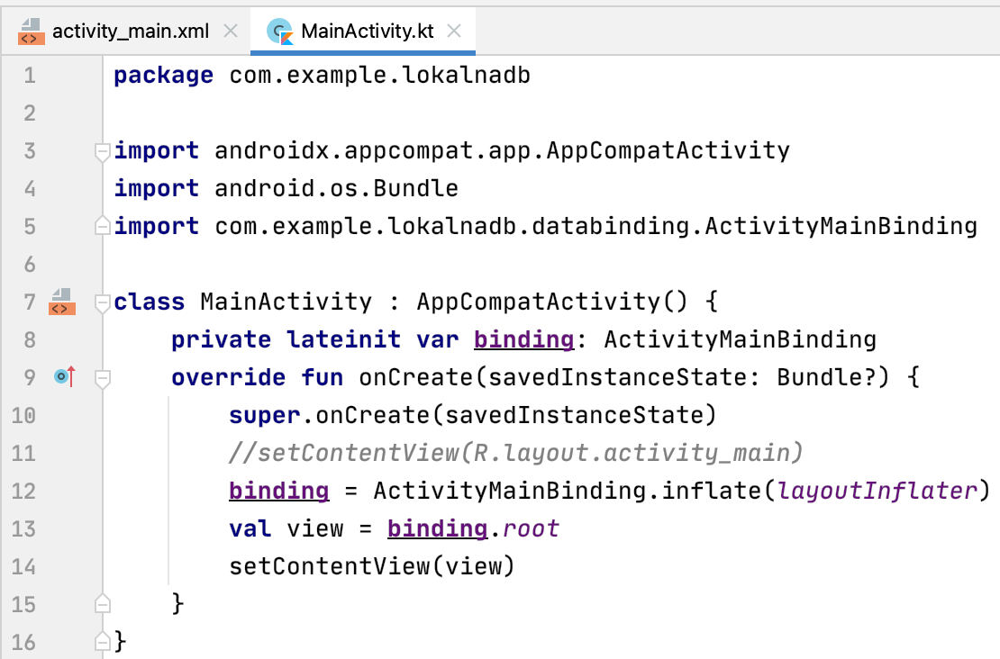 activity_main.xml MainActivity.kt
1 package com.example.lokalnadb
2
3 import androidx.appcompat.app.AppCompatActivity
4 import android.os.Bundle
5 import com.example.lokalnadb.databinding.ActivityMainBinding
6
7 class MainActivity : AppCompatActivity() {
8     private lateinit var binding: ActivityMainBinding
9     override fun onCreate(savedInstanceState: Bundle?) {
10         super.onCreate(savedInstanceState)
11         //setContentView(R.layout.activity_main)
12         binding = ActivityMainBinding.inflate(layoutInflater)
13         val view = binding.root
14         setContentView(view)
15     }
16 }